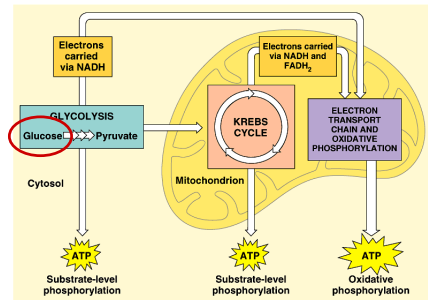 Electrons
carried
via NADH
Electrons carried
via NADH and
FADH₂
GLYCOLYSIS
Glucose Pyruvate
KREBS
CYCLE
ELECTRON
TRANSPORT
CHAIN AND
OXIDATIVE
PHOSPHORYLATION
Cytosol
Mitochondrion
ATP
ATP
ATP
Substrate-level
phosphorylation
Substrate-level
phosphorylation
Oxidative
phosphorylation